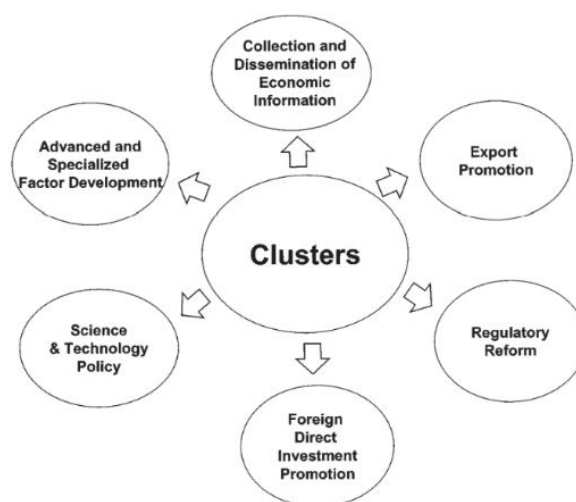 Collection and
Dissemination of
Economic
Information
Advanced and
Specialized
Factor Development
Export
Promotion
Clusters
Science
& Technology
Policy
Regulatory
Reform
Foreign
Direct
Investment
Promotion